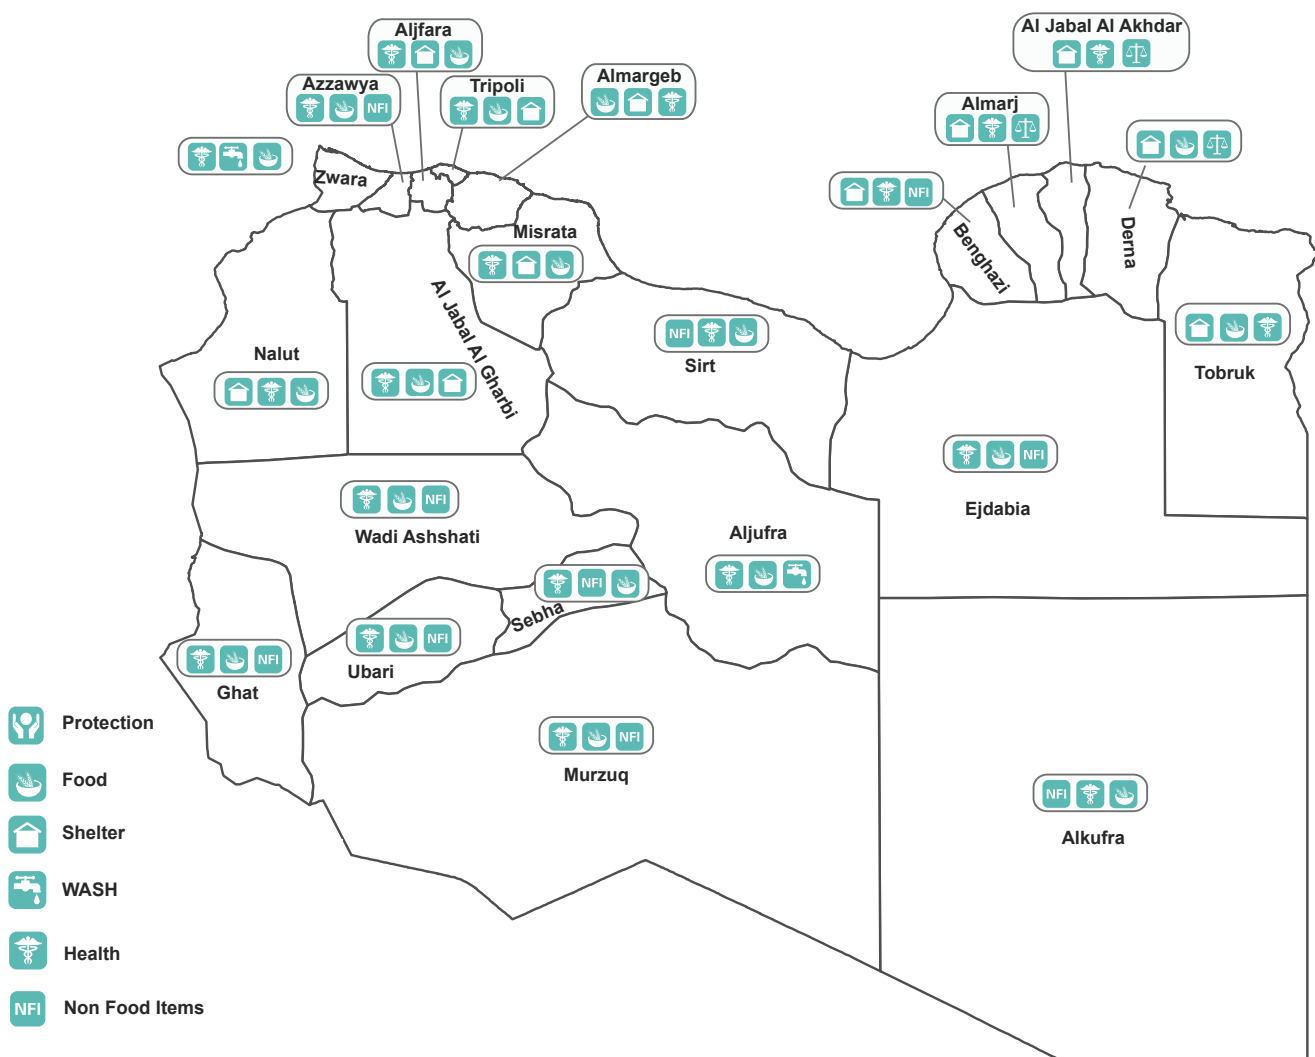 Aljfara
Al Jabal Al Akhdar
Azzawya
NFI
Tripoli
Almargeb
Almarj
Zwara
NFI
Misrata
Benghazi
Derna
Al Jabal Al Gharbi
NFI
Sirt
Nalut
Tobruk
NFI
Ejdabia
NFI
Wadi Ashshati
Aljufra
NFI
Sebha
NFI
Ubari
NFI
Ghat
NFI
Murzuq
NFI
Alkufra
Protection
Food
Shelter
WASH
Health
NFI Non Food Items